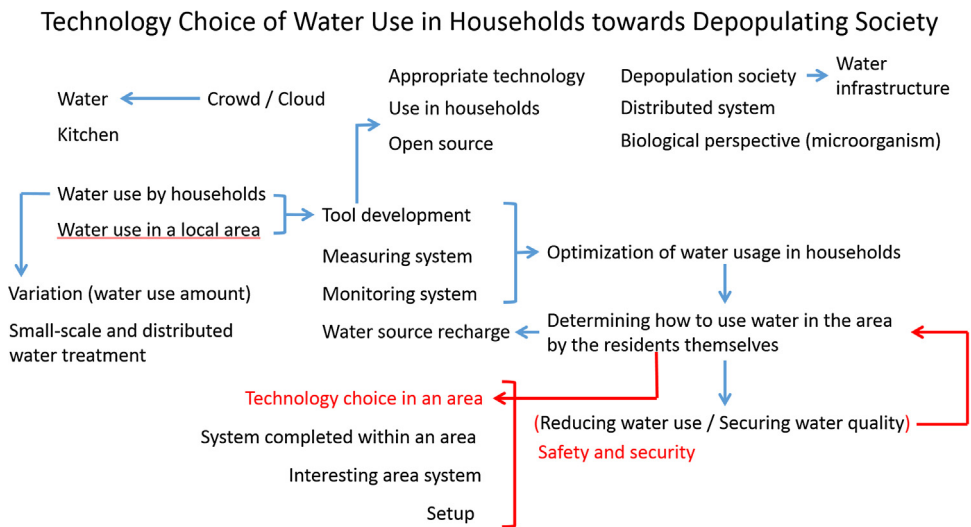 Technology Choice of Water Use in Households towards Depopulating Society
Water
Crowd / Cloud
Kitchen
Appropriate technology
Use in households
Open source
Depopulation society
Water
infrastructure
Distributed system
Biological perspective (microorganism)
Water use by households
Water use in a local area
Variation (water use amount)
Small-scale and distributed
water treatment
Tool development
Measuring system
Monitoring system
Water source recharge
Optimization of water usage in households
Determining how to use water in the area
by the residents themselves
(Reducing water use / Securing water quality)
Safety and security
Technology choice in an area
System completed within an area
Interesting area system
Setup